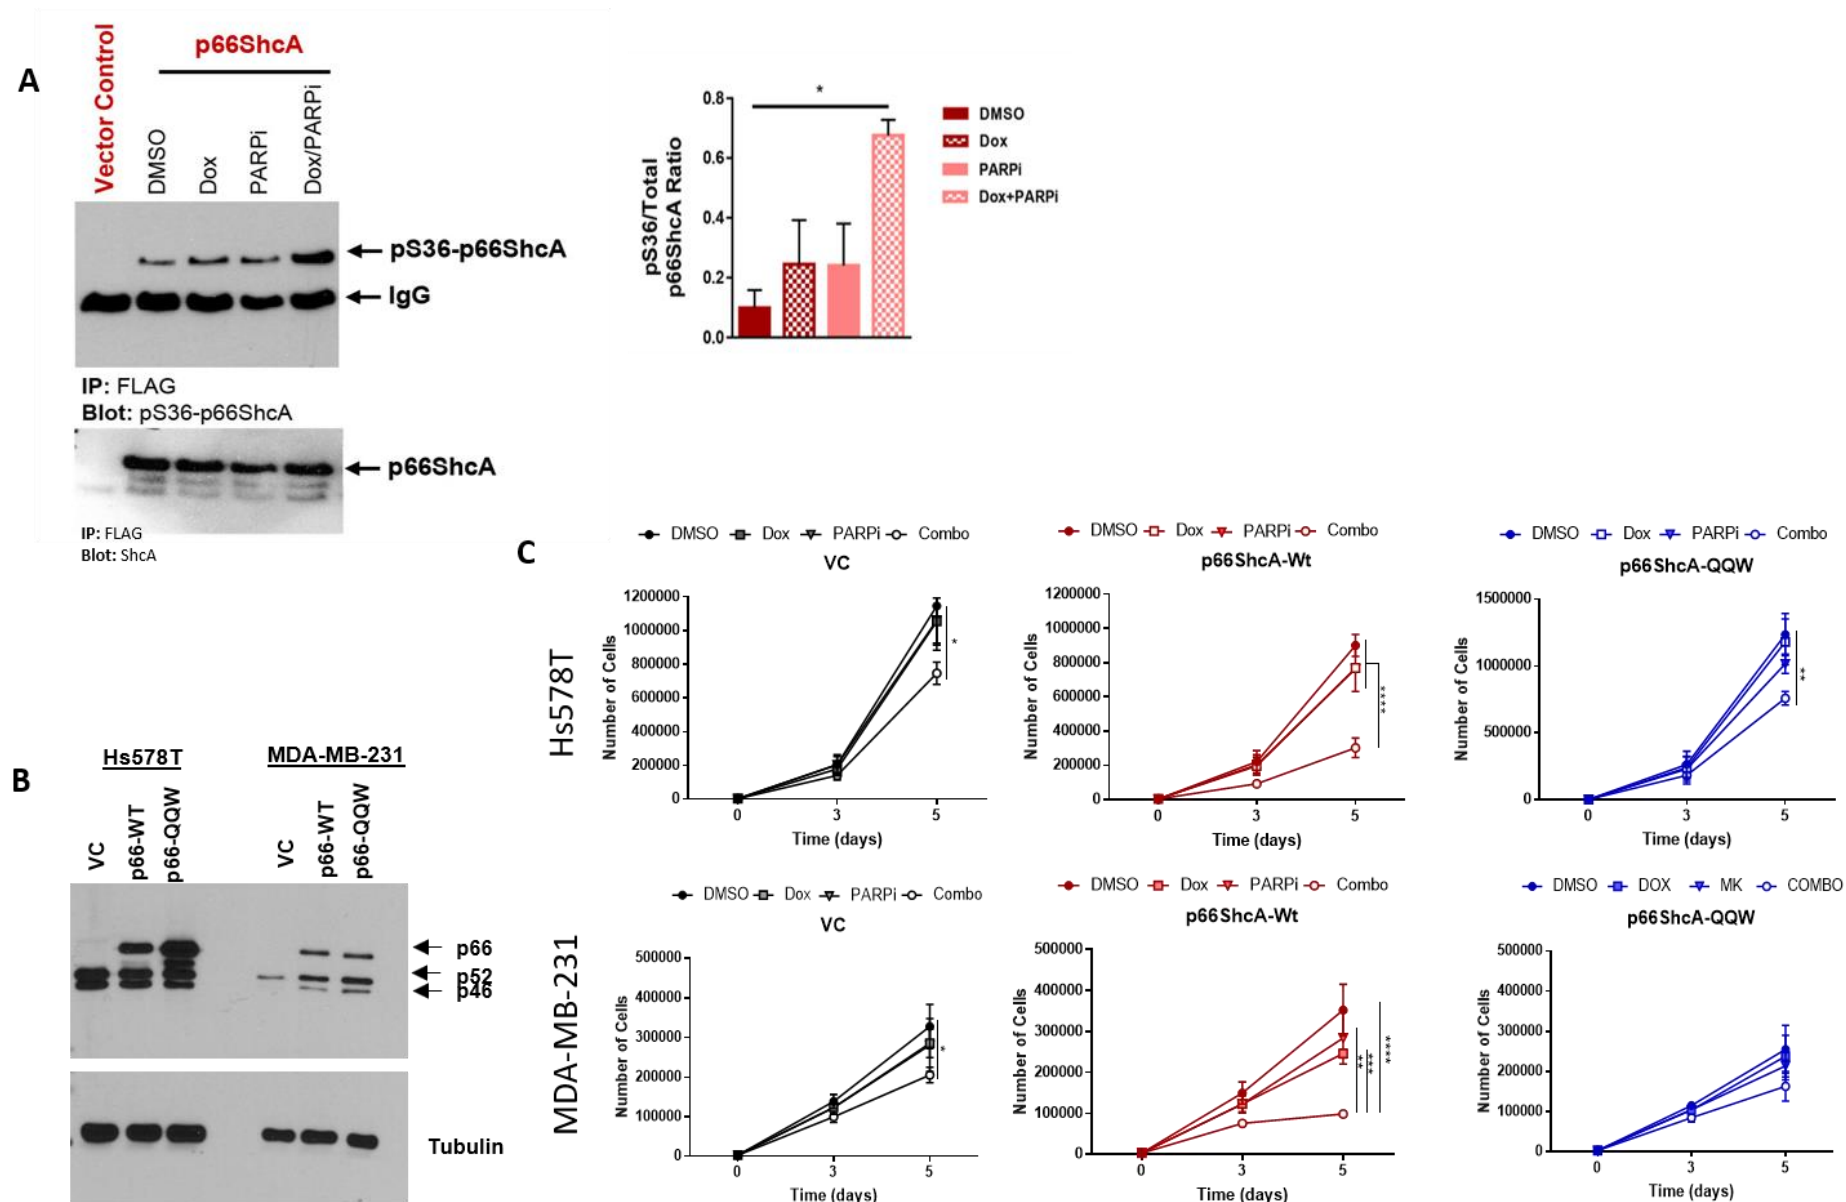 A
Vector Control
p66ShcA
DMSO
Dox
PARPi
Dox/PARPi
pS36-p66ShcA
IgG
IP: FLAG
Blot: pS36-p66ShcA
p66ShcA
IP: FLAG
Blot: ShcA
pS36/Total
p66ShcA Ratio
0.8
0.6
0.4
0.2
0.0
*
DMSO
Dox
PARPi
Dox+PARPi
B
Hs578T
MDA-MB-231
VC
p66-WT
p66-QQW
VC
p66-WT
p66-QQW
p66
p52
p46
Tubulin
C
Hs578T
DMSO Dox PARPi Combo
VC
Number of Cells
1200000
1000000
800000
600000
400000
200000
0
*
0 3 5
Time (days)
DMSO Dox PARPi Combo
p66ShcA-Wt
Number of Cells
1200000
1000000
800000
600000
400000
200000
0
****
0 3 5
Time (days)
DMSO Dox PARPi Combo
p66ShcA-QQW
Number of Cells
1500000
1000000
500000
0
**
0 3 5
Time (days)
MDA-MB-231
DMSO Dox PARPi Combo
VC
Number of Cells
500000
400000
300000
200000
100000
0
*
0 3 5
Time (days)
DMSO Dox PARPi Combo
p66ShcA-Wt
Number of Cells
500000
400000
300000
200000
100000
0
**
****
****
0 3 5
Time (days)
DMSO DOX MK COMBO
p66ShcA-QQW
Number of Cells
500000
400000
300000
200000
100000
0
0 3 5
Time (days)